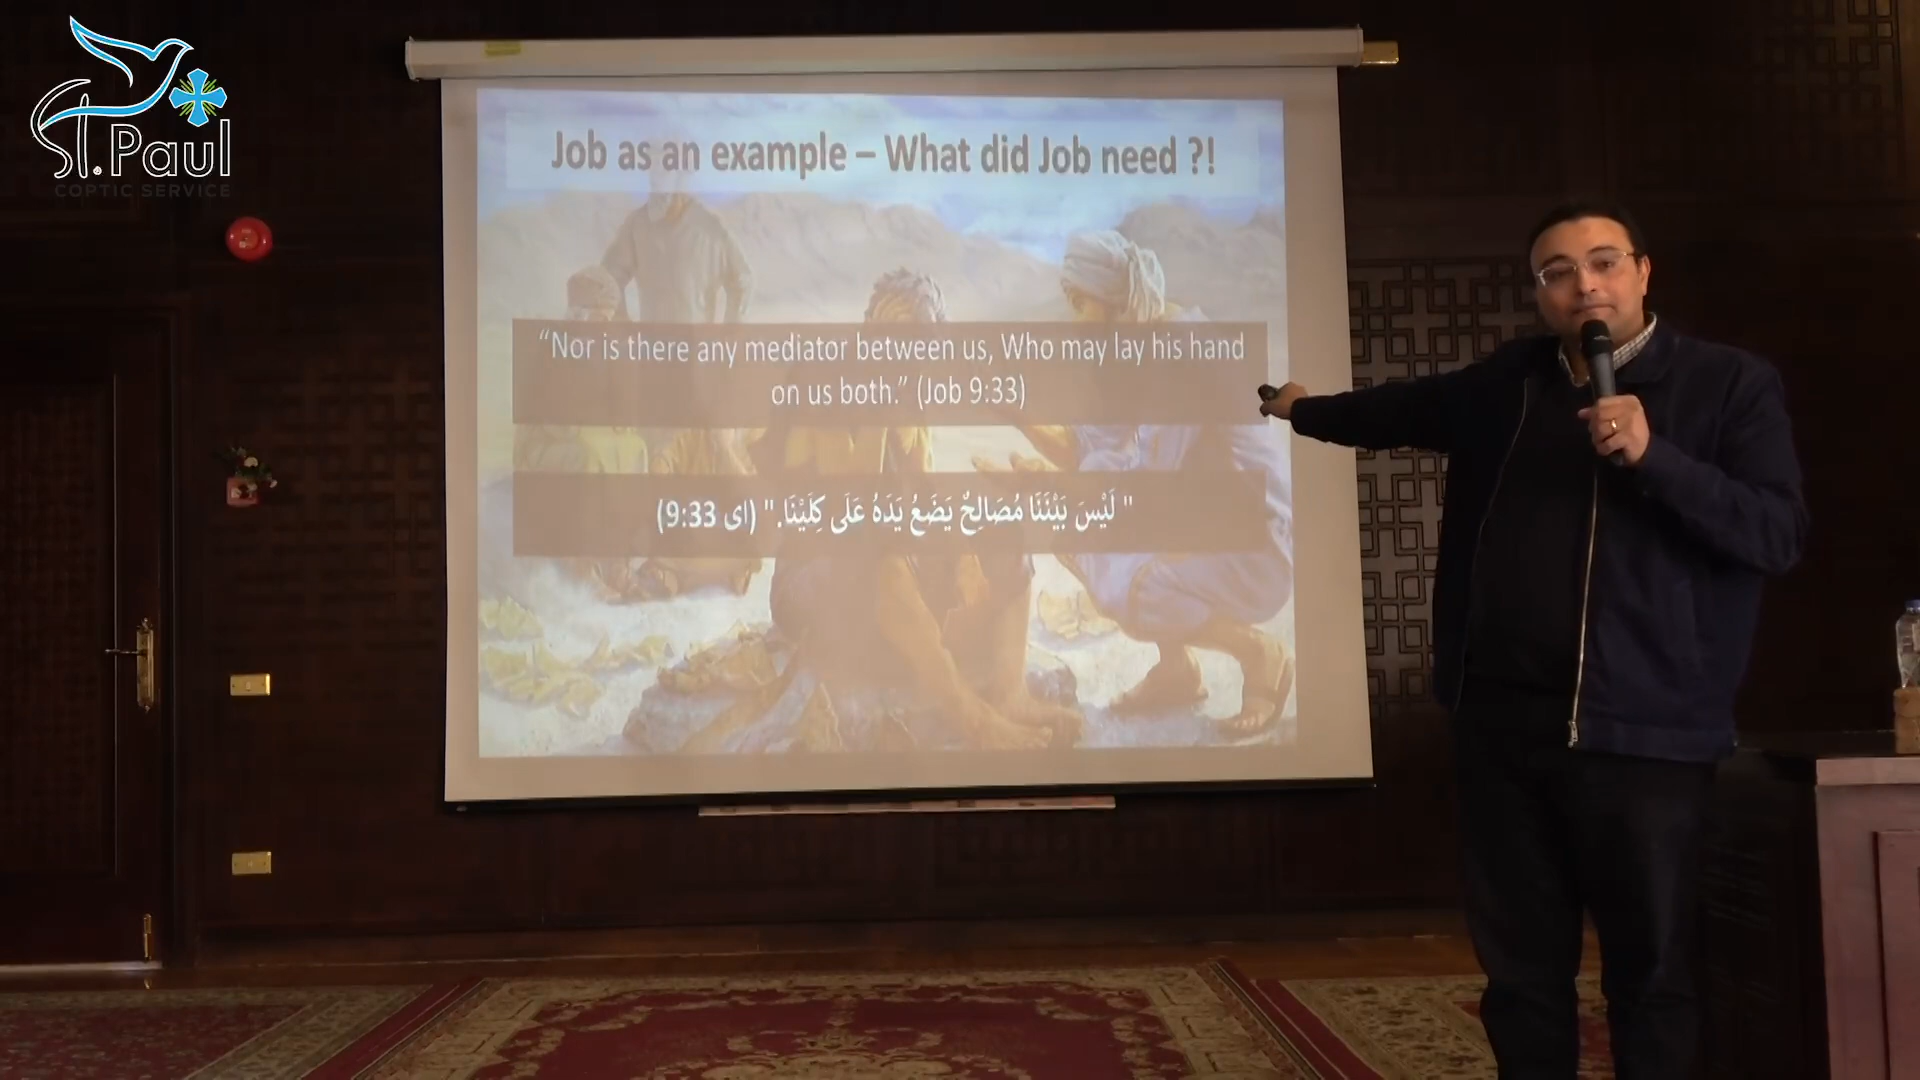 St.Paul
COPTIC SERVICE
Job as an example – What did Job need ?!
“Nor is there any mediator between us, Who may lay his hand
on us both.” (Job 9:33)
" لَيْسَ بَيْنَنَا مُصَالِحٌ يَضَعُ يَدَهُ عَلَى كِلَيْنَا." (اى 9:33)